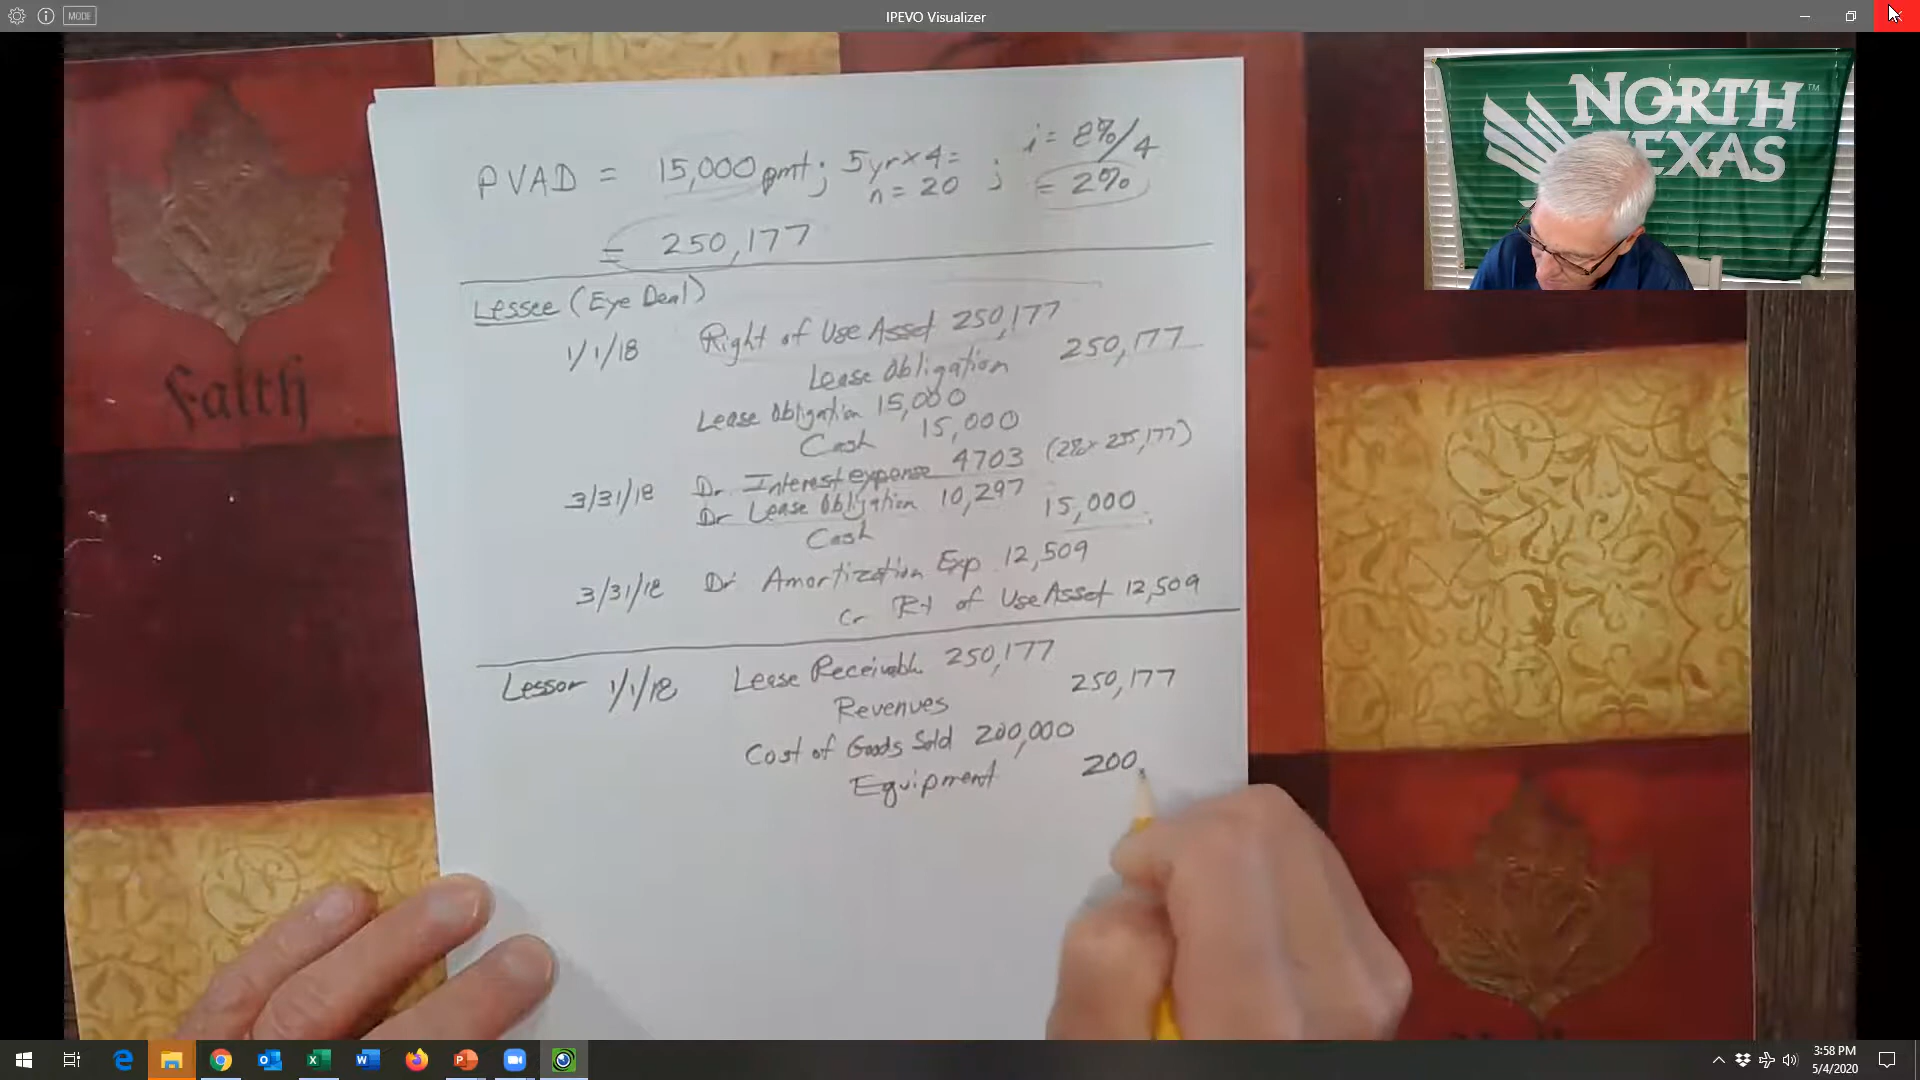 MODE
IPEVO Visualizer
PVAD = 15,000 pmt; 5yr x 4 = ; i = 8%/4
n = 20 = 2%
= 250,177
Lessee (Eye Deal)
1/1/18 Right of Use Asset 250,177
Lease Obligation 250,177
Lease Obligation 15,000
Cash 15,000
3/31/18 Dr Interest expense 4703 (2% x 235,177)
Dr Lease Obligation 10,297
Cash 15,000
3/31/18 Dr Amortization Exp 12,509
Cr Rt of Use Asset 12,509
Lessor 1/1/18 Lease Receivable 250,177
Revenues 250,177
Cost of Goods Sold 200,000
Equipment 200,
Faith
NORTH
TEXAS
TM
3:58 PM
5/4/2020